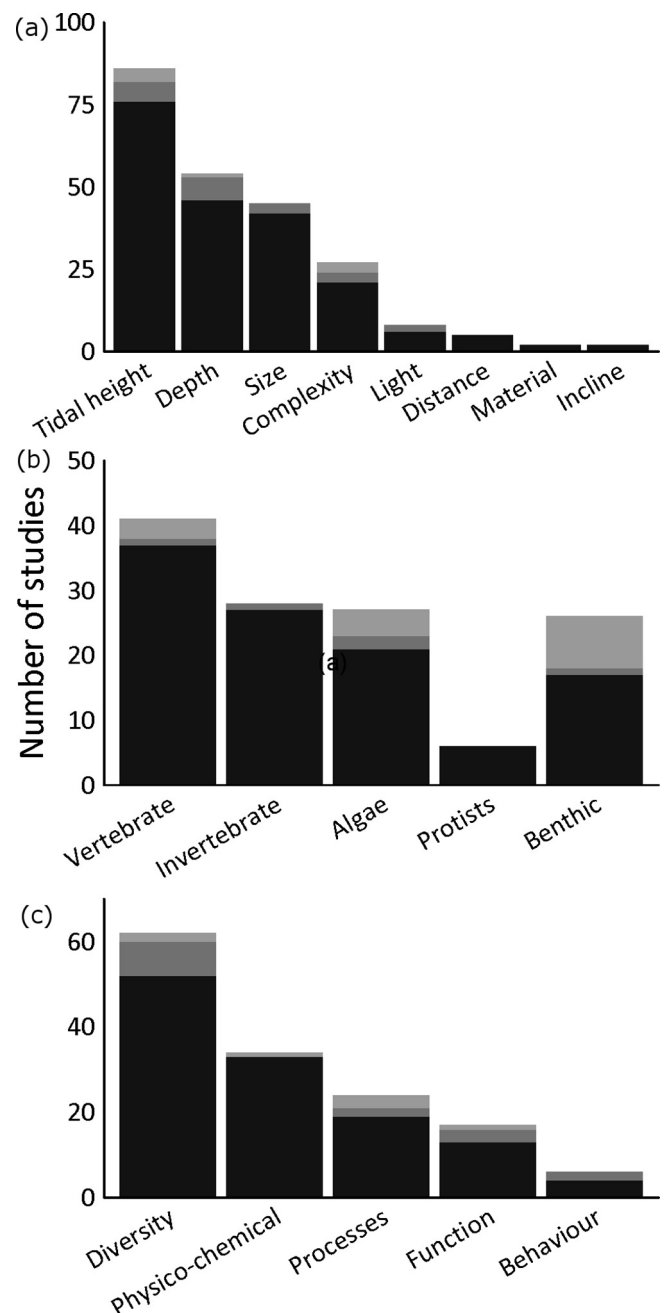 (a)
100
75
50
25
0
Tidal height
Depth
Size
Complexity
Light
Distance
Material
Incline
(b)
Number of studies
50
40
30
20
10
0
(a)
Vertebrate
Invertebrate
Algae
Protists
Benthic
(c)
60
40
20
0
Diversity
Physico-chemical
Processes
Function
Behaviour